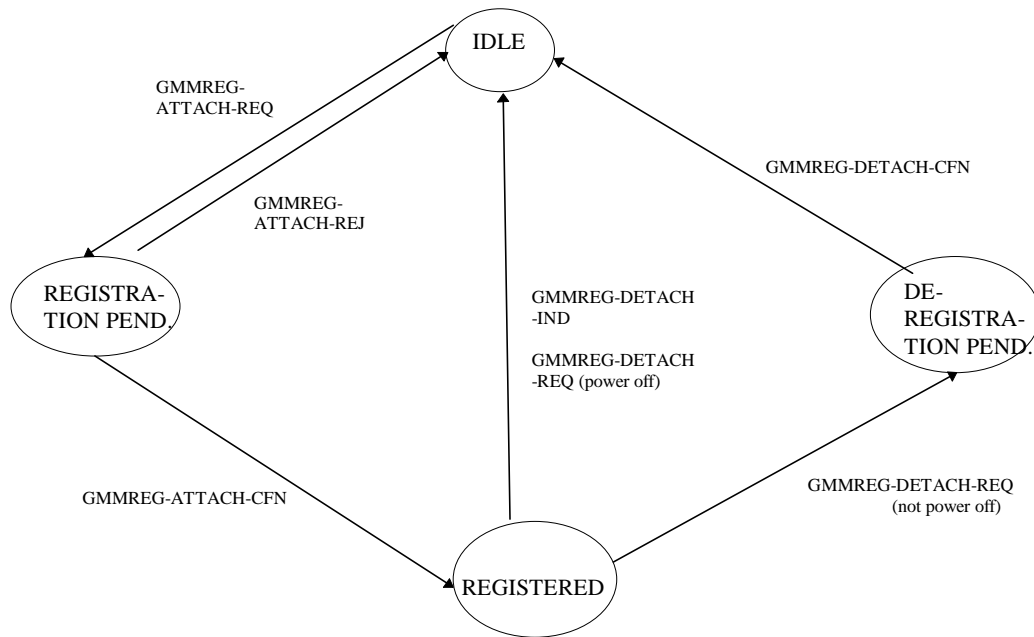 IDLE
GMMREG-
ATTACH-REQ
GMMREG-DETACH-CFN
GMMREG-
ATTACH-REJ
REGISTRA-
TION PEND.
GMMREG-DETACH
-IND
GMMREG-DETACH
-REQ (power off)
DE-
REGISTRA-
TION PEND.
GMMREG-ATTACH-CFN
GMMREG-DETACH-REQ
(not power off)
REGISTERED